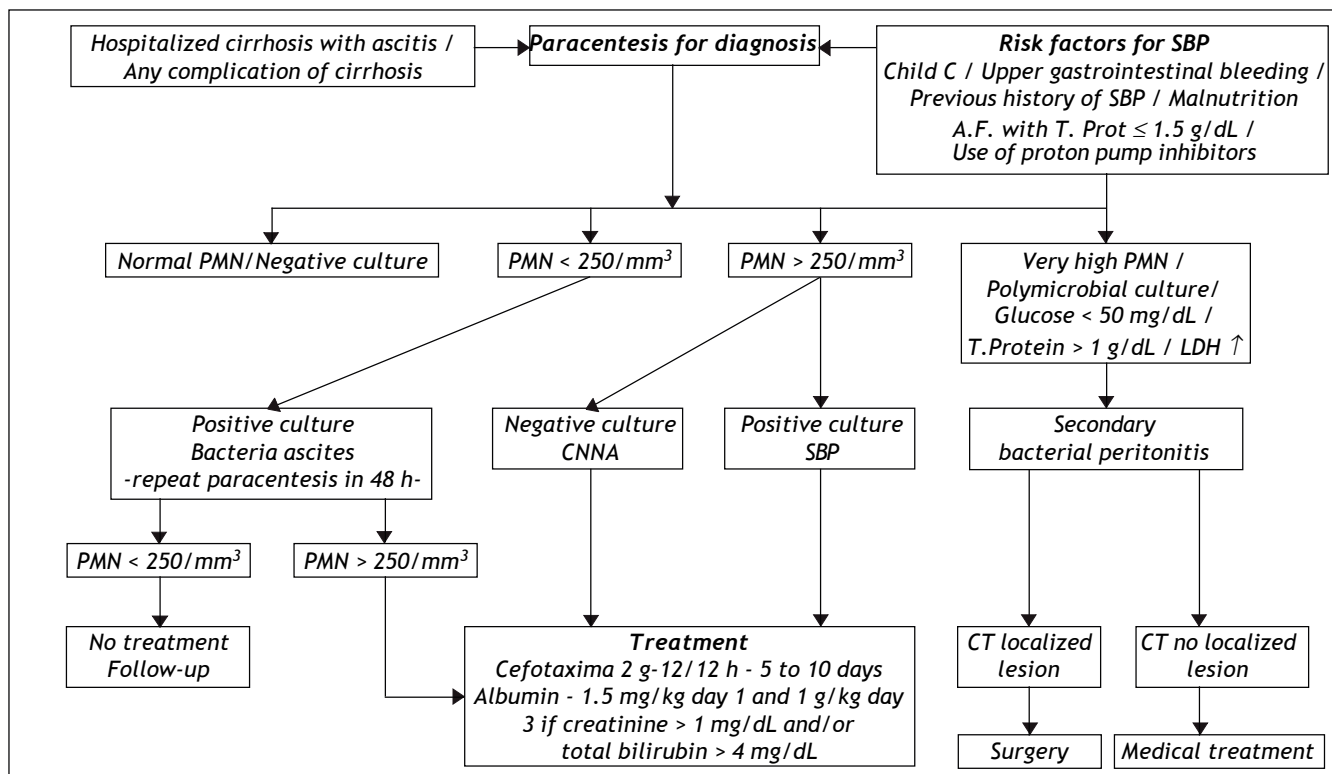 Hospitalized cirrhosis with ascitis /
Any complication of cirrhosis
Paracentesis for diagnosis
Risk factors for SBP
Child C / Upper gastrointestinal bleeding /
Previous history of SBP / Malnutrition
A.F. with T. Prot ≤ 1.5 g/dL /
Use of proton pump inhibitors
Normal PMN/Negative culture
PMN < 250/mm³
PMN > 250/mm³
Very high PMN /
Polymicrobial culture/
Glucose < 50 mg/dL /
T.Protein > 1 g/dL / LDH ↑
Positive culture
Bacteria ascites
-repeat paracentesis in 48 h-
Negative culture
CNNA
Positive culture
SBP
Secondary
bacterial peritonitis
PMN < 250/mm³
PMN > 250/mm³
No treatment
Follow-up
Treatment
Cefotaxima 2 g-12/12 h - 5 to 10 days
Albumin - 1.5 mg/kg day 1 and 1 g/kg day
3 if creatinine > 1 mg/dL and/or
total bilirubin > 4 mg/dL
CT localized
lesion
CT no localized
lesion
Surgery
Medical treatment